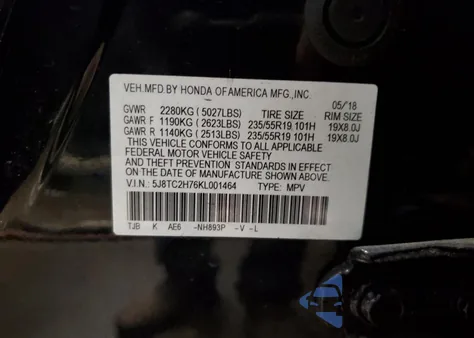 VEH.MFD BY HONDA OF AMERICA MFG.,INC.
GVWR 2280KG ( 5027LBS) TIRE SIZE 05/'18 RIM SIZE
GAWR F 1190KG ( 2623LBS) 235/55R19 101H 19X8.0J
GAWR R 1140KG ( 2513LBS) 235/55R19 101H 19X8.0J
THIS VEHICLE CONFORMS TO ALL APPLICABLE
FEDERAL MOTOR VEHICLE SAFETY
AND THEFT PREVENTION STANDARDS IN EFFECT
ON THE DATE OF MANUFACTURE SHOWN ABOVE.
V.I.N.: 5J8TC2H76KL001464 TYPE: MPV
TJB K AE6 -NH893P -V -L